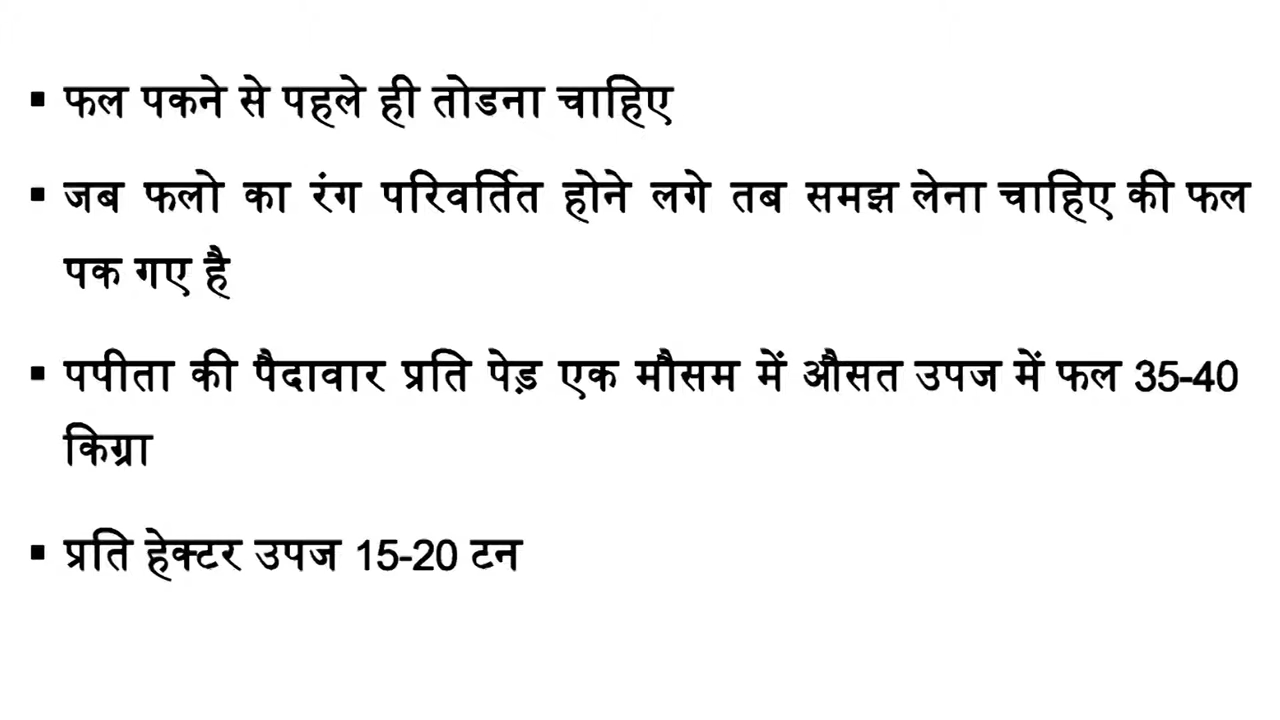 ▪ फल पकने से पहले ही तोडना चाहिए
▪ जब फलो का रंग परिवर्तित होने लगे तब समझ लेना चाहिए की फल
पक गए है
▪ पपीता की पैदावार प्रति पेड़ एक मौसम में औसत उपज में फल 35-40
किग्रा
▪ प्रति हेक्टर उपज 15-20 टन